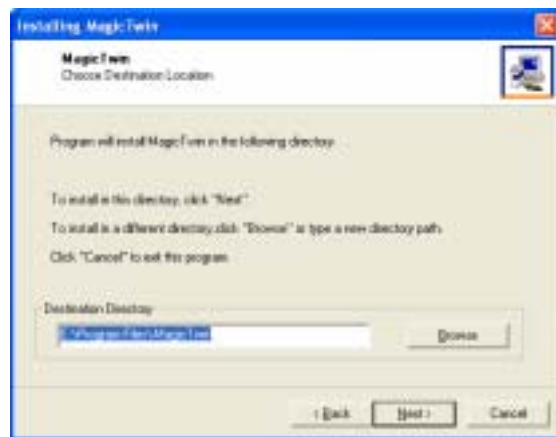 Installing MagicTwin
MagicTwin
Choose Destination Location
Program will install MagicTwin in the following directory
To install in this directory, click "Next"
To install in a different directory,click "Browse" or type a new directory path.
Click "Cancel" to exit this program.
Destination Directory
C:\Program Files\MagicTwin
Browse
< Back
Next >
Cancel